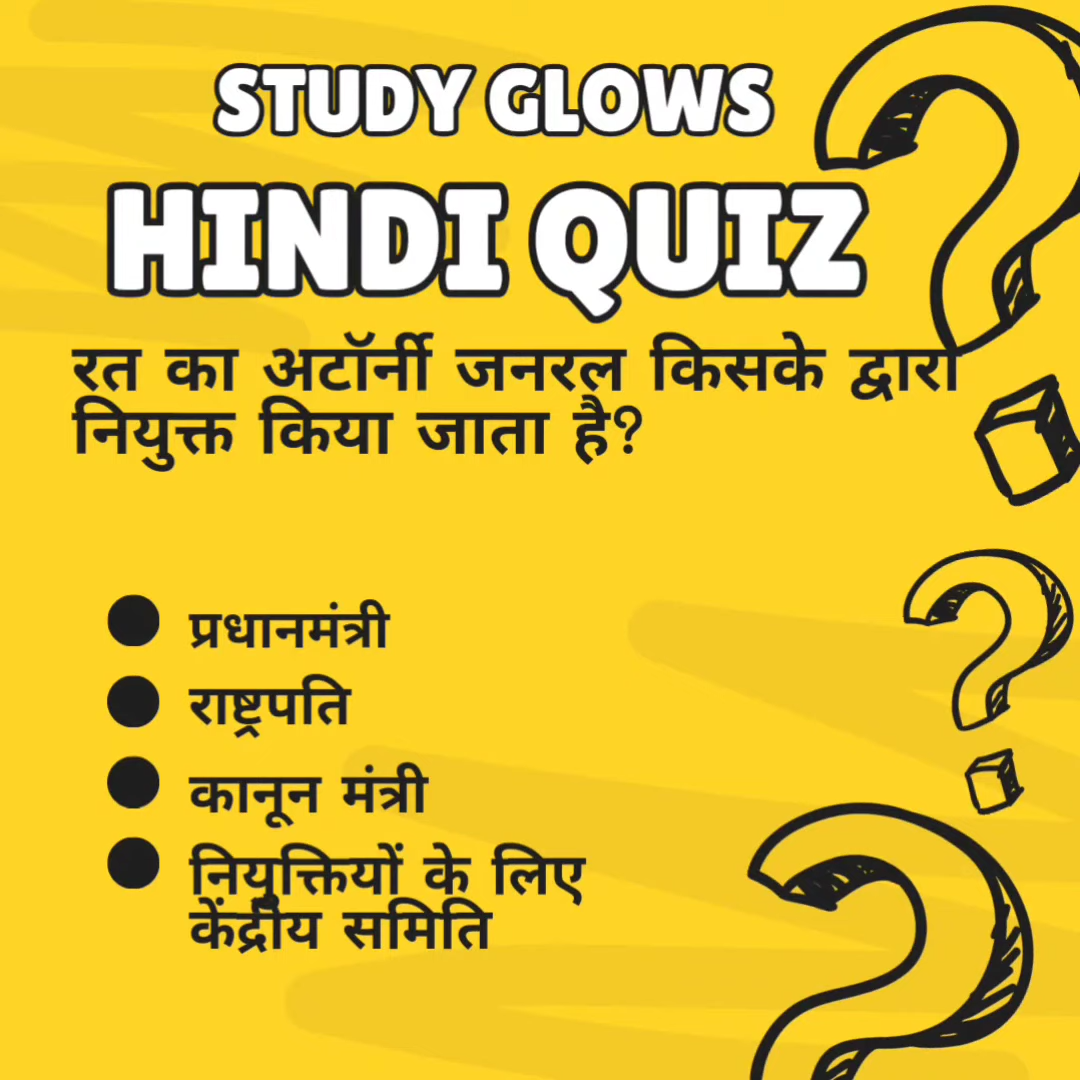 STUDY GLOWS
HINDI QUIZ
रत का अटॉर्नी जनरल किसके द्वारा
नियुक्त किया जाता है?
प्रधानमंत्री
राष्ट्रपति
कानून मंत्री
नियुक्तियों के लिए
केंद्रीय समिति